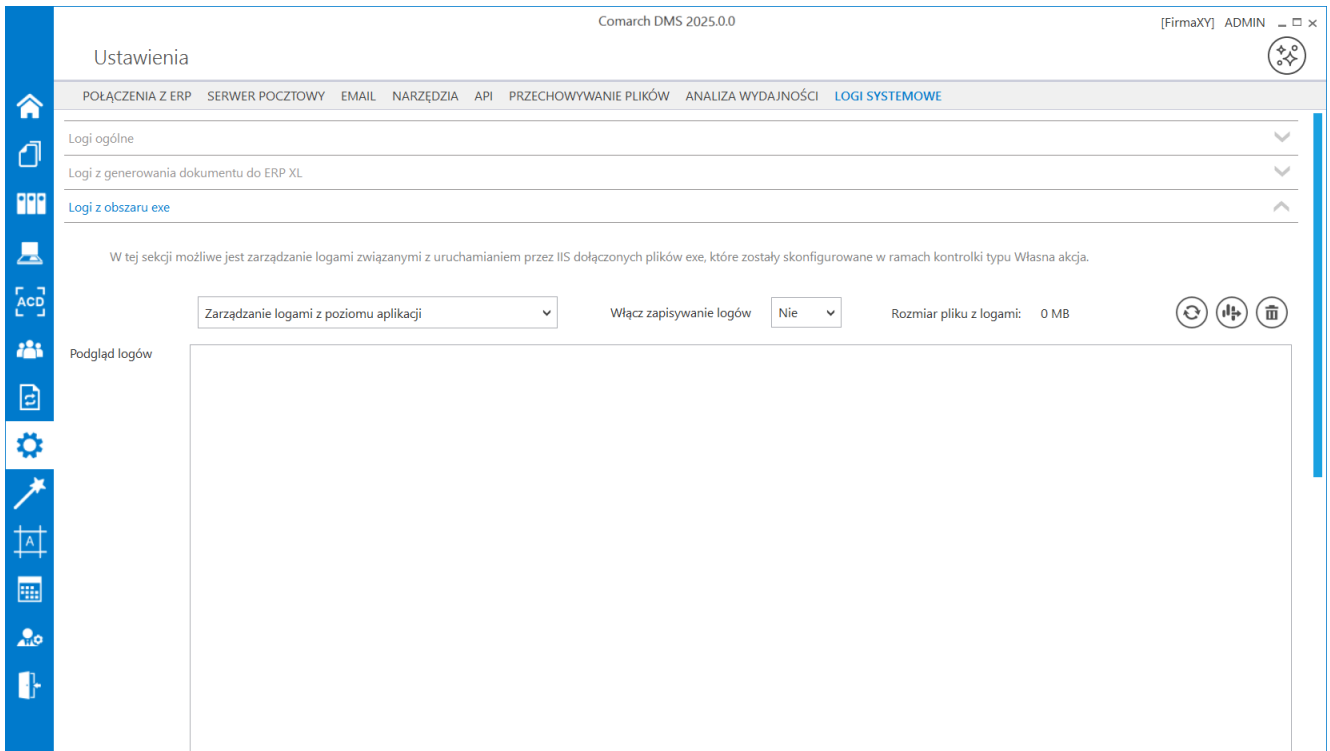 Comarch DMS 2025.0.0
[FirmaXY] ADMIN
Ustawienia
POŁĄCZENIA Z ERP SERWER POCZTOWY EMAIL NARZĘDZIA API PRZECHOWYWANIE PLIKÓW ANALIZA WYDAJNOŚCI LOGI SYSTEMOWE
Logi ogólne
Logi z generowania dokumentu do ERP XL
Logi z obszaru exe
W tej sekcji możliwe jest zarządzanie logami związanymi z uruchamianiem przez IIS dołączonych plików exe, które zostały skonfigurowane w ramach kontrolki typu Własna akcja.
Zarządzanie logami z poziomu aplikacji Włącz zapisywanie logów Nie Rozmiar pliku z logami: 0 MB
Podgląd logów
ACD
A